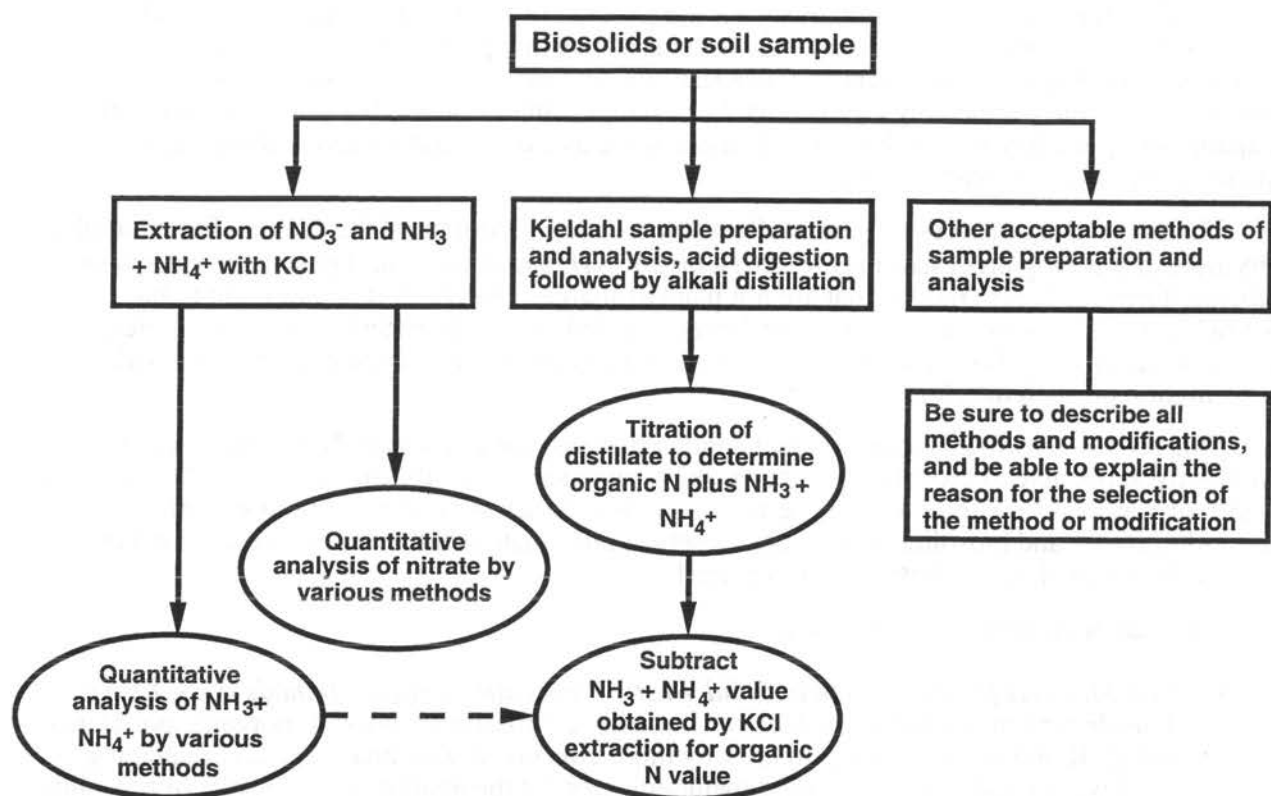 Biosolids or soil sample
Extraction of NO₃⁻ and NH₃
+ NH₄⁺ with KCl
Kjeldahl sample preparation
and analysis, acid digestion
followed by alkali distillation
Other acceptable methods of
sample preparation and
analysis
Titration of
distillate to determine
organic N plus NH₃ +
NH₄⁺
Be sure to describe all
methods and modifications,
and be able to explain the
reason for the selection of
the method or modification
Quantitative
analysis of nitrate by
various methods
Quantitative
analysis of NH₃+
NH₄⁺ by various
methods
Subtract
NH₃ + NH₄⁺ value
obtained by KCl
extraction for organic
N value